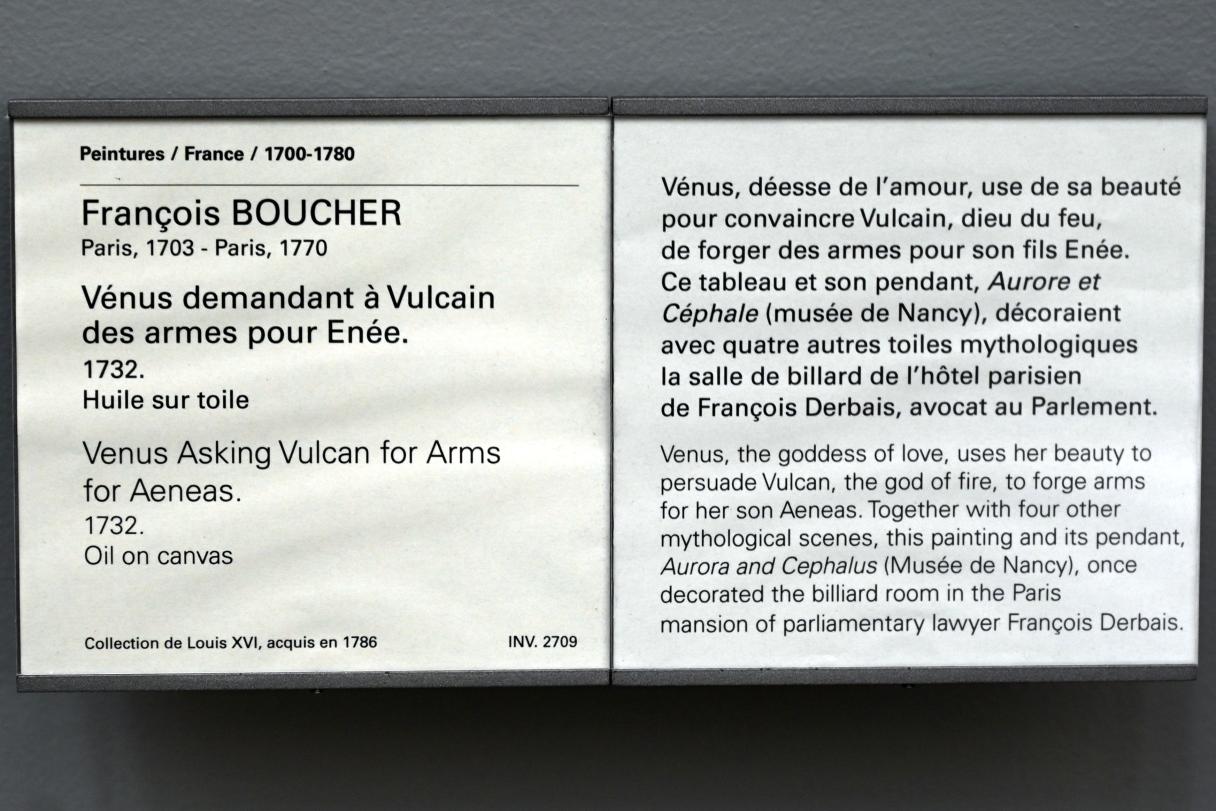 Peintures / France / 1700-1780
François BOUCHER
Paris, 1703 - Paris, 1770
Vénus demandant à Vulcain
des armes pour Enée.
1732.
Huile sur toile
Venus Asking Vulcan for Arms
for Aeneas.
1732.
Oil on canvas
Collection de Louis XVI, acquis en 1786 INV. 2709
Vénus, déesse de l'amour, use de sa beauté
pour convaincre Vulcain, dieu du feu,
de forger des armes pour son fils Enée.
Ce tableau et son pendant, Aurore et
Céphale (musée de Nancy), décoraient
avec quatre autres toiles mythologiques
la salle de billard de l'hôtel parisien
de François Derbais, avocat au Parlement.
Venus, the goddess of love, uses her beauty to
persuade Vulcan, the god of fire, to forge arms
for her son Aeneas. Together with four other
mythological scenes, this painting and its pendant,
Aurora and Cephalus (Musée de Nancy), once
decorated the billiard room in the Paris
mansion of parliamentary lawyer François Derbais.